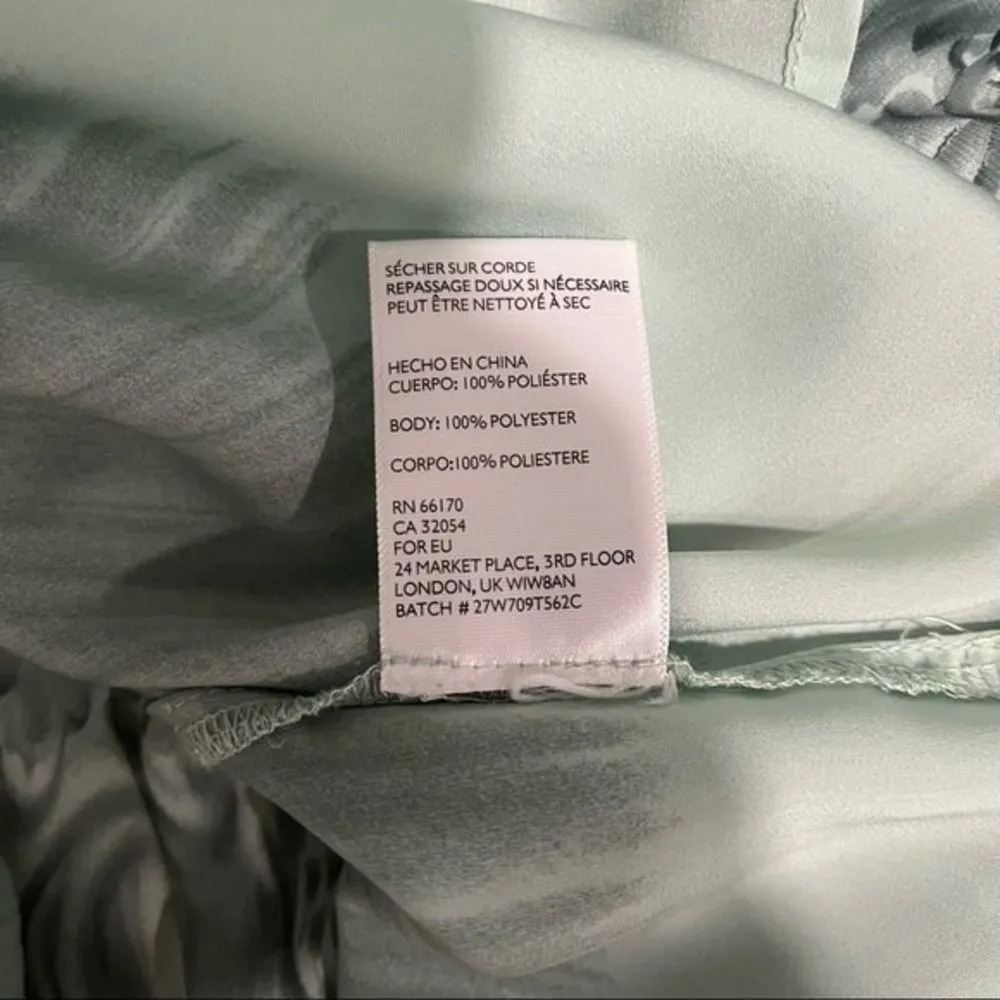 SÉCHER SUR CORDE
REPASSAGE DOUX SI NÉCESSAIRE
PEUT ÊTRE NETTOYÉ À SEC
HECHO EN CHINA
CUERPO: 100% POLIÉSTER
BODY: 100% POLYESTER
CORPO:100% POLIESTERE
RN 66170
CA 32054
FOR EU
24 MARKET PLACE, 3RD FLOOR
LONDON, UK WIW8AN
BATCH # 27W709T562C